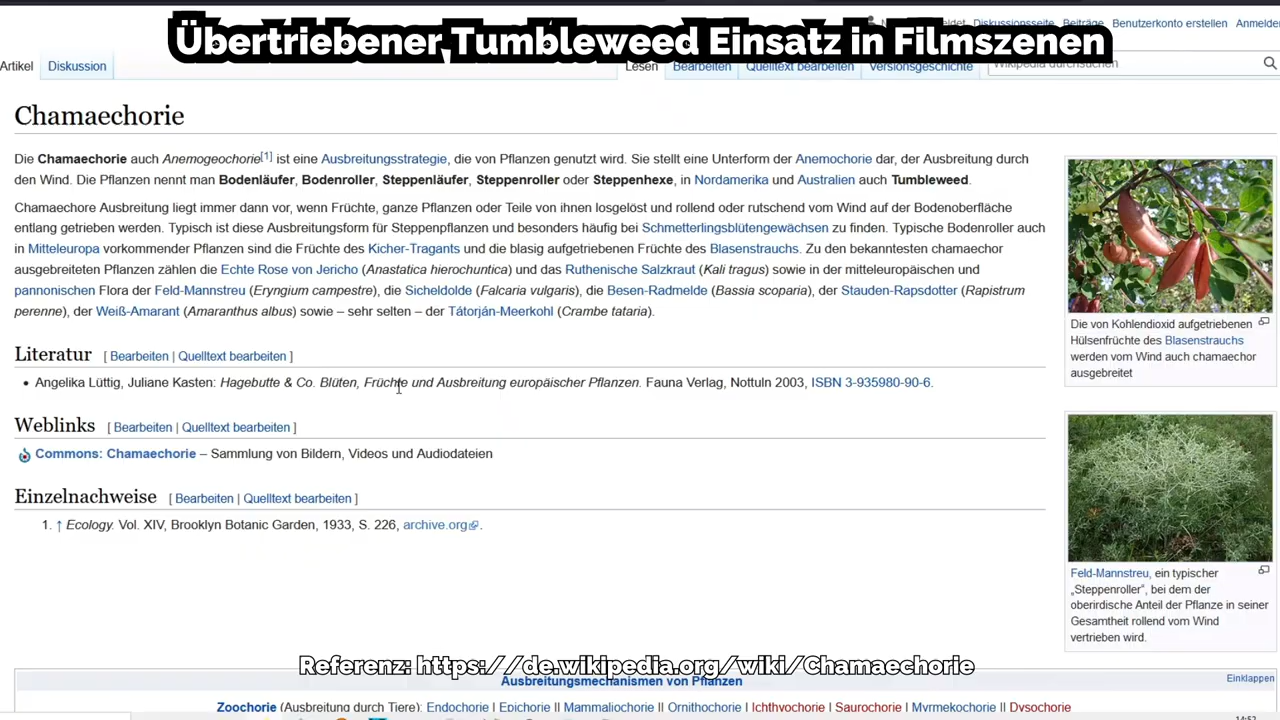 Übertriebener Tumbleweed Einsatz in Filmszenen
Diskussionsseite Beiträge Benutzerkonto erstellen Anmelden
Artikel Diskussion Lesen Bearbeiten Quelltext bearbeiten Versionsgeschichte Wikipedia durchsuchen
Chamaechorie
Die Chamaechorie auch Anemogeochorie[1] ist eine Ausbreitungsstrategie, die von Pflanzen genutzt wird. Sie stellt eine Unterform der Anemochorie dar, der Ausbreitung durch
den Wind. Die Pflanzen nennt man Bodenläufer, Bodenroller, Steppenläufer, Steppenroller oder Steppenhexe, in Nordamerika und Australien auch Tumbleweed.
Chamaechore Ausbreitung liegt immer dann vor, wenn Früchte, ganze Pflanzen oder Teile von ihnen losgelöst und rollend oder rutschend vom Wind auf der Bodenoberfläche
entlang getrieben werden. Typisch ist diese Ausbreitungsform für Steppenpflanzen und besonders häufig bei Schmetterlingsblütengewächsen zu finden. Typische Bodenroller auch
in Mitteleuropa vorkommender Pflanzen sind die Früchte des Kicher-Tragants und die blasig aufgetriebenen Früchte des Blasenstrauchs. Zu den bekanntesten chamaechor
ausgebreiteten Pflanzen zählen die Echte Rose von Jericho (Anastatica hierochuntica) und das Ruthenische Salzkraut (Kali tragus) sowie in der mitteleuropäischen und
pannonischen Flora der Feld-Mannstreu (Eryngium campestre), die Sicheldolde (Falcaria vulgaris), die Besen-Radmelde (Bassia scoparia), der Stauden-Rapsdotter (Rapistrum
perenne), der Weiß-Amarant (Amaranthus albus) sowie – sehr selten – der Tátorján-Meerkohl (Crambe tataria).
Die von Kohlendioxid aufgetriebenen
Hülsenfrüchte des Blasenstrauchs
werden vom Wind auch chamaechor
ausgebreitet
Literatur [ Bearbeiten | Quelltext bearbeiten ]
• Angelika Lüttig, Juliane Kasten: Hagebutte & Co. Blüten, Früchte und Ausbreitung europäischer Pflanzen. Fauna Verlag, Nottuln 2003, ISBN 3-935980-90-6.
Weblinks [ Bearbeiten | Quelltext bearbeiten ]
Commons: Chamaechorie – Sammlung von Bildern, Videos und Audiodateien
Einzelnachweise [ Bearbeiten | Quelltext bearbeiten ]
1. ↑ Ecology. Vol. XIV, Brooklyn Botanic Garden, 1933, S. 226, archive.org.
Feld-Mannstreu, ein typischer
„Steppenroller“, bei dem der
oberirdische Anteil der Pflanze in seiner
Gesamtheit rollend vom Wind
vertrieben wird.
Referenz: https://de.wikipedia.org/wiki/Chamaechorie
Ausbreitungsmechanismen von Pflanzen Einklappen
Zoochorie (Ausbreitung durch Tiere): Endochorie | Epichorie || Mammaliochorie || Ornithochorie | Ichthyochorie | Saurochorie | Myrmekochorie || Dysochorie